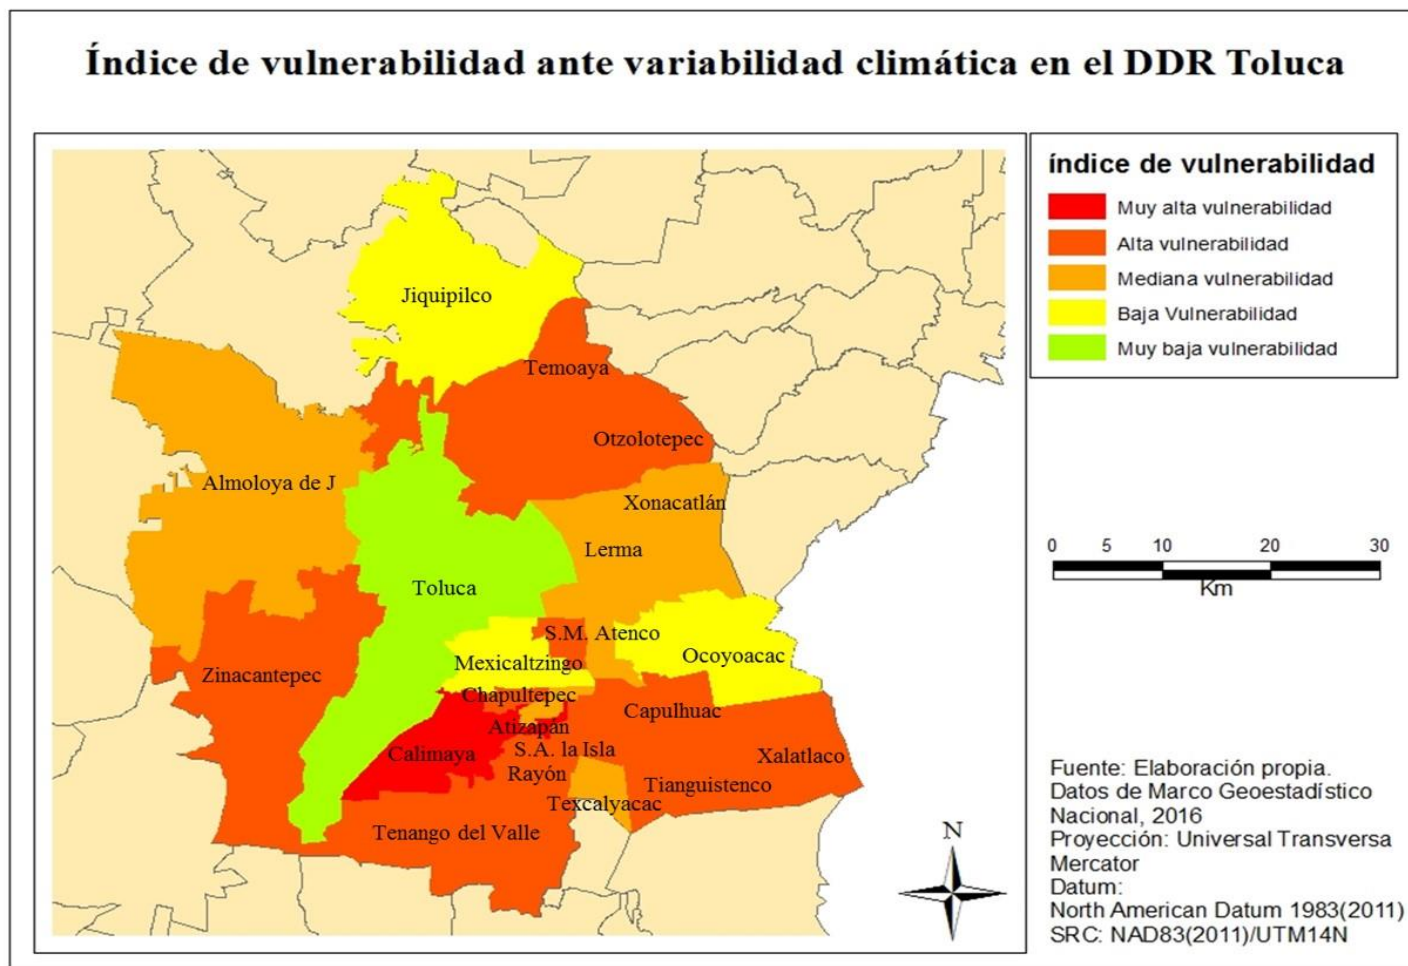 Índice de vulnerabilidad ante variabilidad climática en el DDR Toluca
índice de vulnerabilidad
Muy alta vulnerabilidad
Alta vulnerabilidad
Mediana vulnerabilidad
Baja Vulnerabilidad
Muy baja vulnerabilidad
Jiquipilco
Temoaya
Otzolotepec
Almoloya de J
Xonacatlán
Lerma
Toluca
S.M. Atenco
Mexicaltzingo
Ocoyoacac
Zinacantepec
Chapultepec
Capulhuac
Atizapán
Calimaya
S.A. la Isla
Xalatlaco
Rayón
Tianguistenco
Texcalyacac
Tenango del Valle
0 5 10 20 30
Km
N
Fuente: Elaboración propia.
Datos de Marco Geoestadístico
Nacional, 2016
Proyección: Universal Transversa
Mercator
Datum:
North American Datum 1983(2011)
SRC: NAD83(2011)/UTM14N